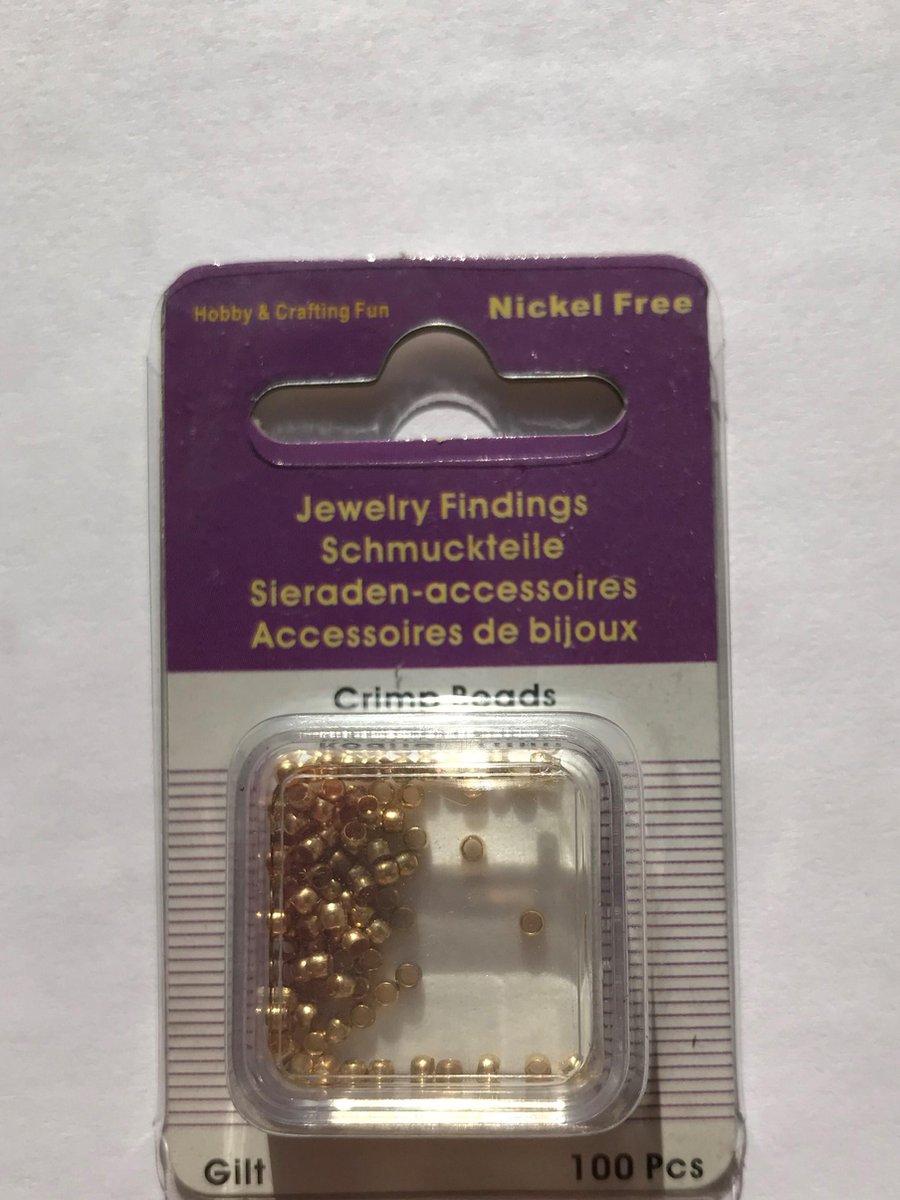 Hobby & Crafting Fun
Nickel Free
Jewelry Findings
Schmuckteile
Sieraden-accessoires
Accessoires de bijoux
Crimp Beads
Gilt
100 Pcs